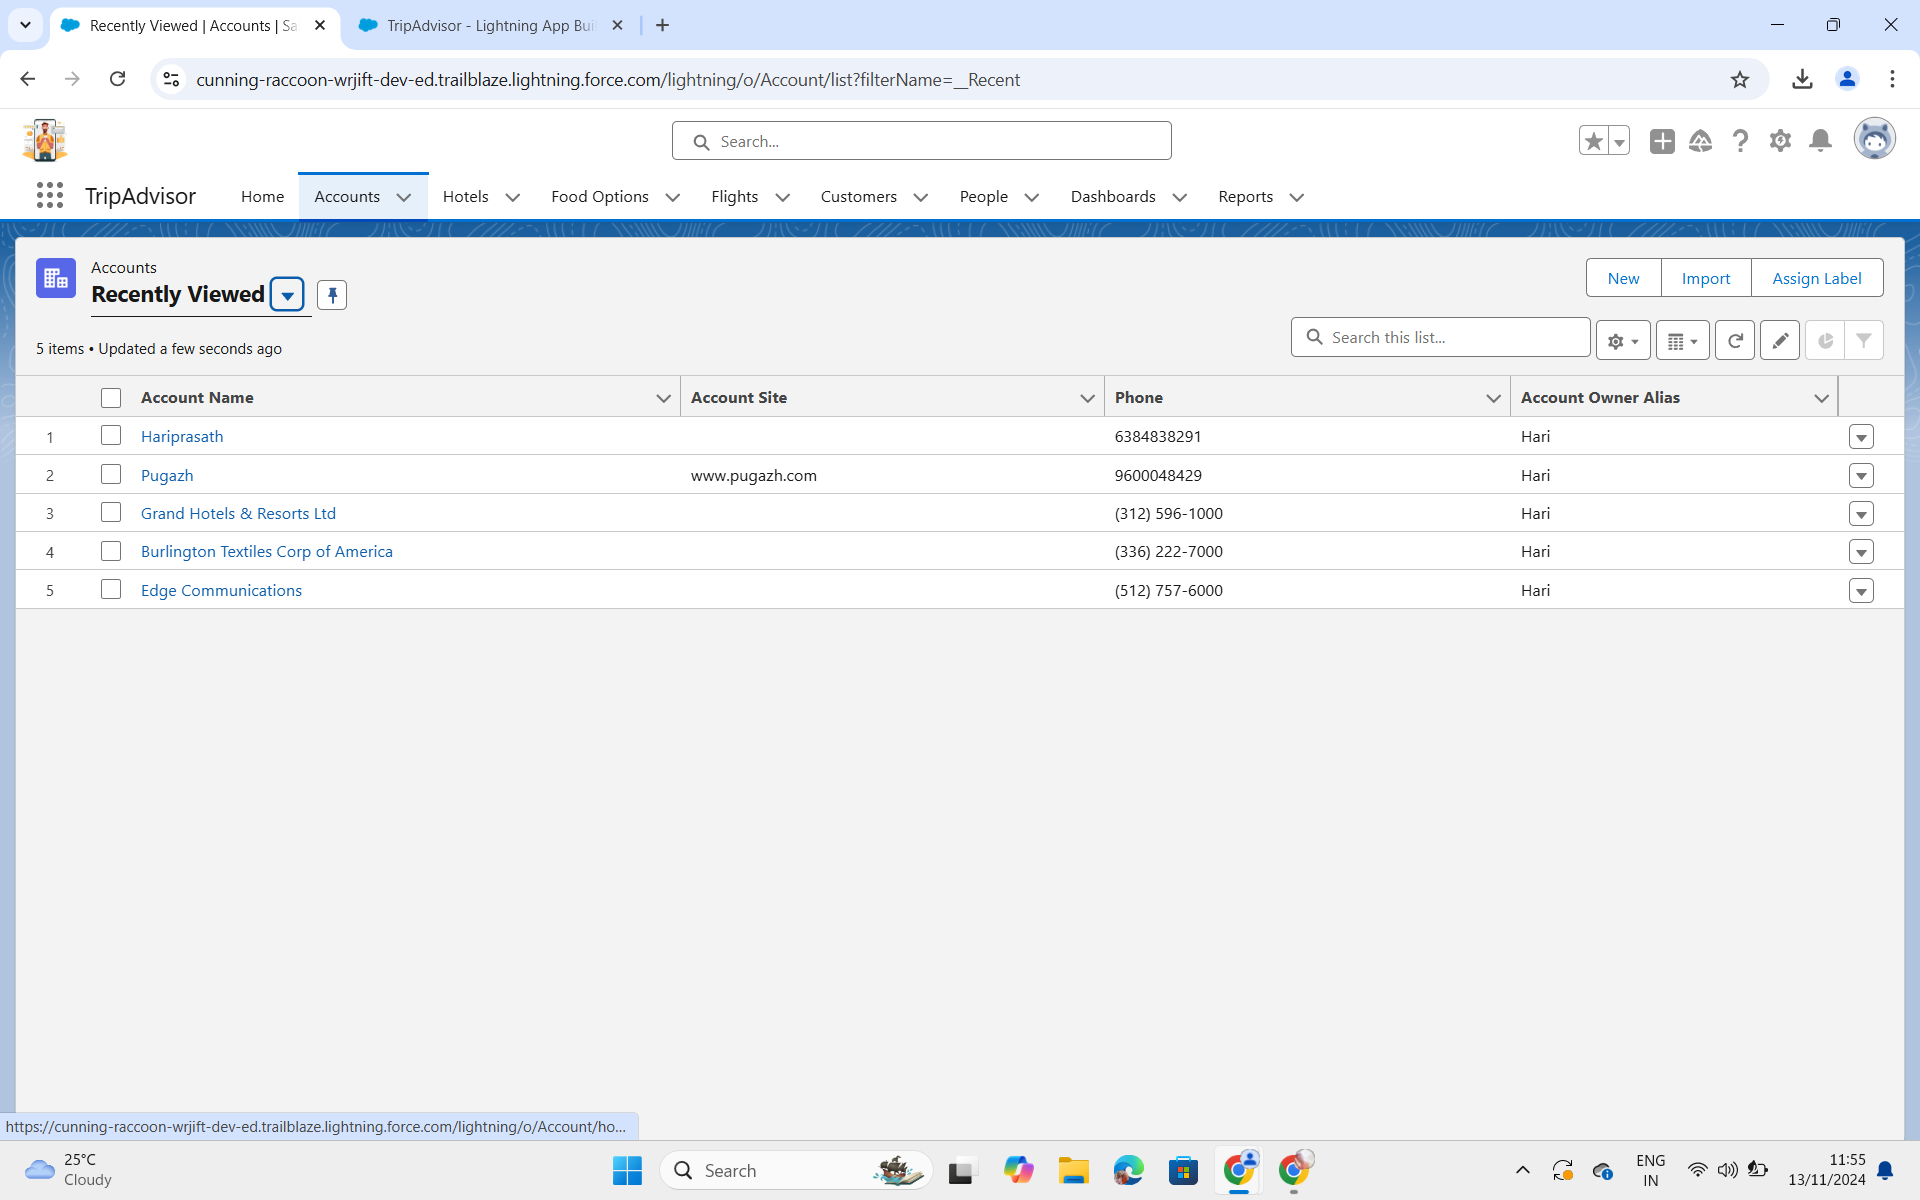 Recently Viewed | Accounts | Sa
TripAdvisor - Lightning App Bui
cunning-raccoon-wrjift-dev-ed.trailblaze.lightning.force.com/lightning/o/Account/list?filterName=__Recent
Search...
TripAdvisor Home Accounts Hotels Food Options Flights Customers People Dashboards Reports
Accounts
Recently Viewed
New Import Assign Label
5 items • Updated a few seconds ago
Search this list...
Account Name Account Site Phone Account Owner Alias
1 Hariprasath 6384838291 Hari
2 Pugazh www.pugazh.com 9600048429 Hari
3 Grand Hotels & Resorts Ltd (312) 596-1000 Hari
4 Burlington Textiles Corp of America (336) 222-7000 Hari
5 Edge Communications (512) 757-6000 Hari
https://cunning-raccoon-wrjift-dev-ed.trailblaze.lightning.force.com/lightning/o/Account/ho...
25°C
Cloudy
Search
ENG
IN
11:55
13/11/2024